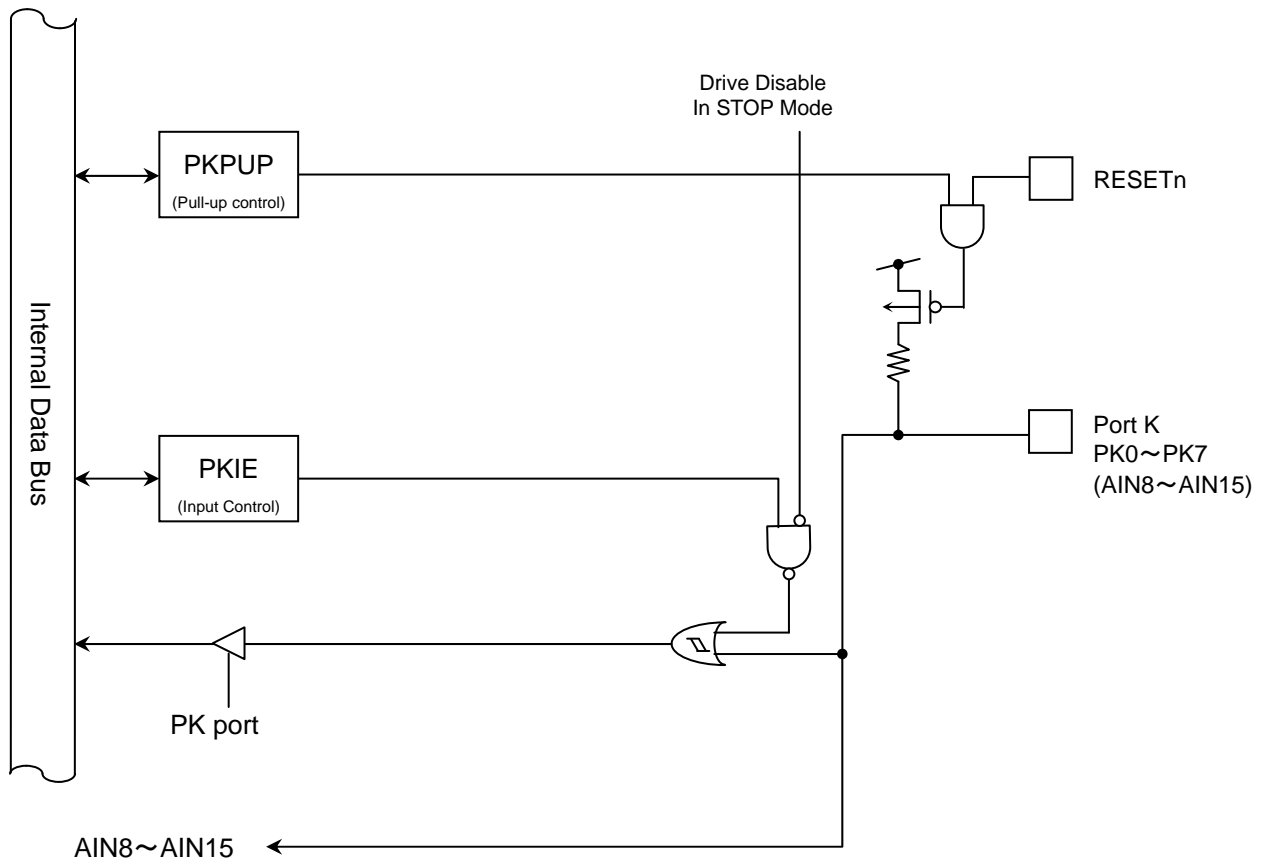 Drive Disable
In STOP Mode
PKPUP
(Pull-up control)
RESETn
Internal Data Bus
Port K
PK0～PK7
(AIN8～AIN15)
PKIE
(Input Control)
PK port
AIN8～AIN15